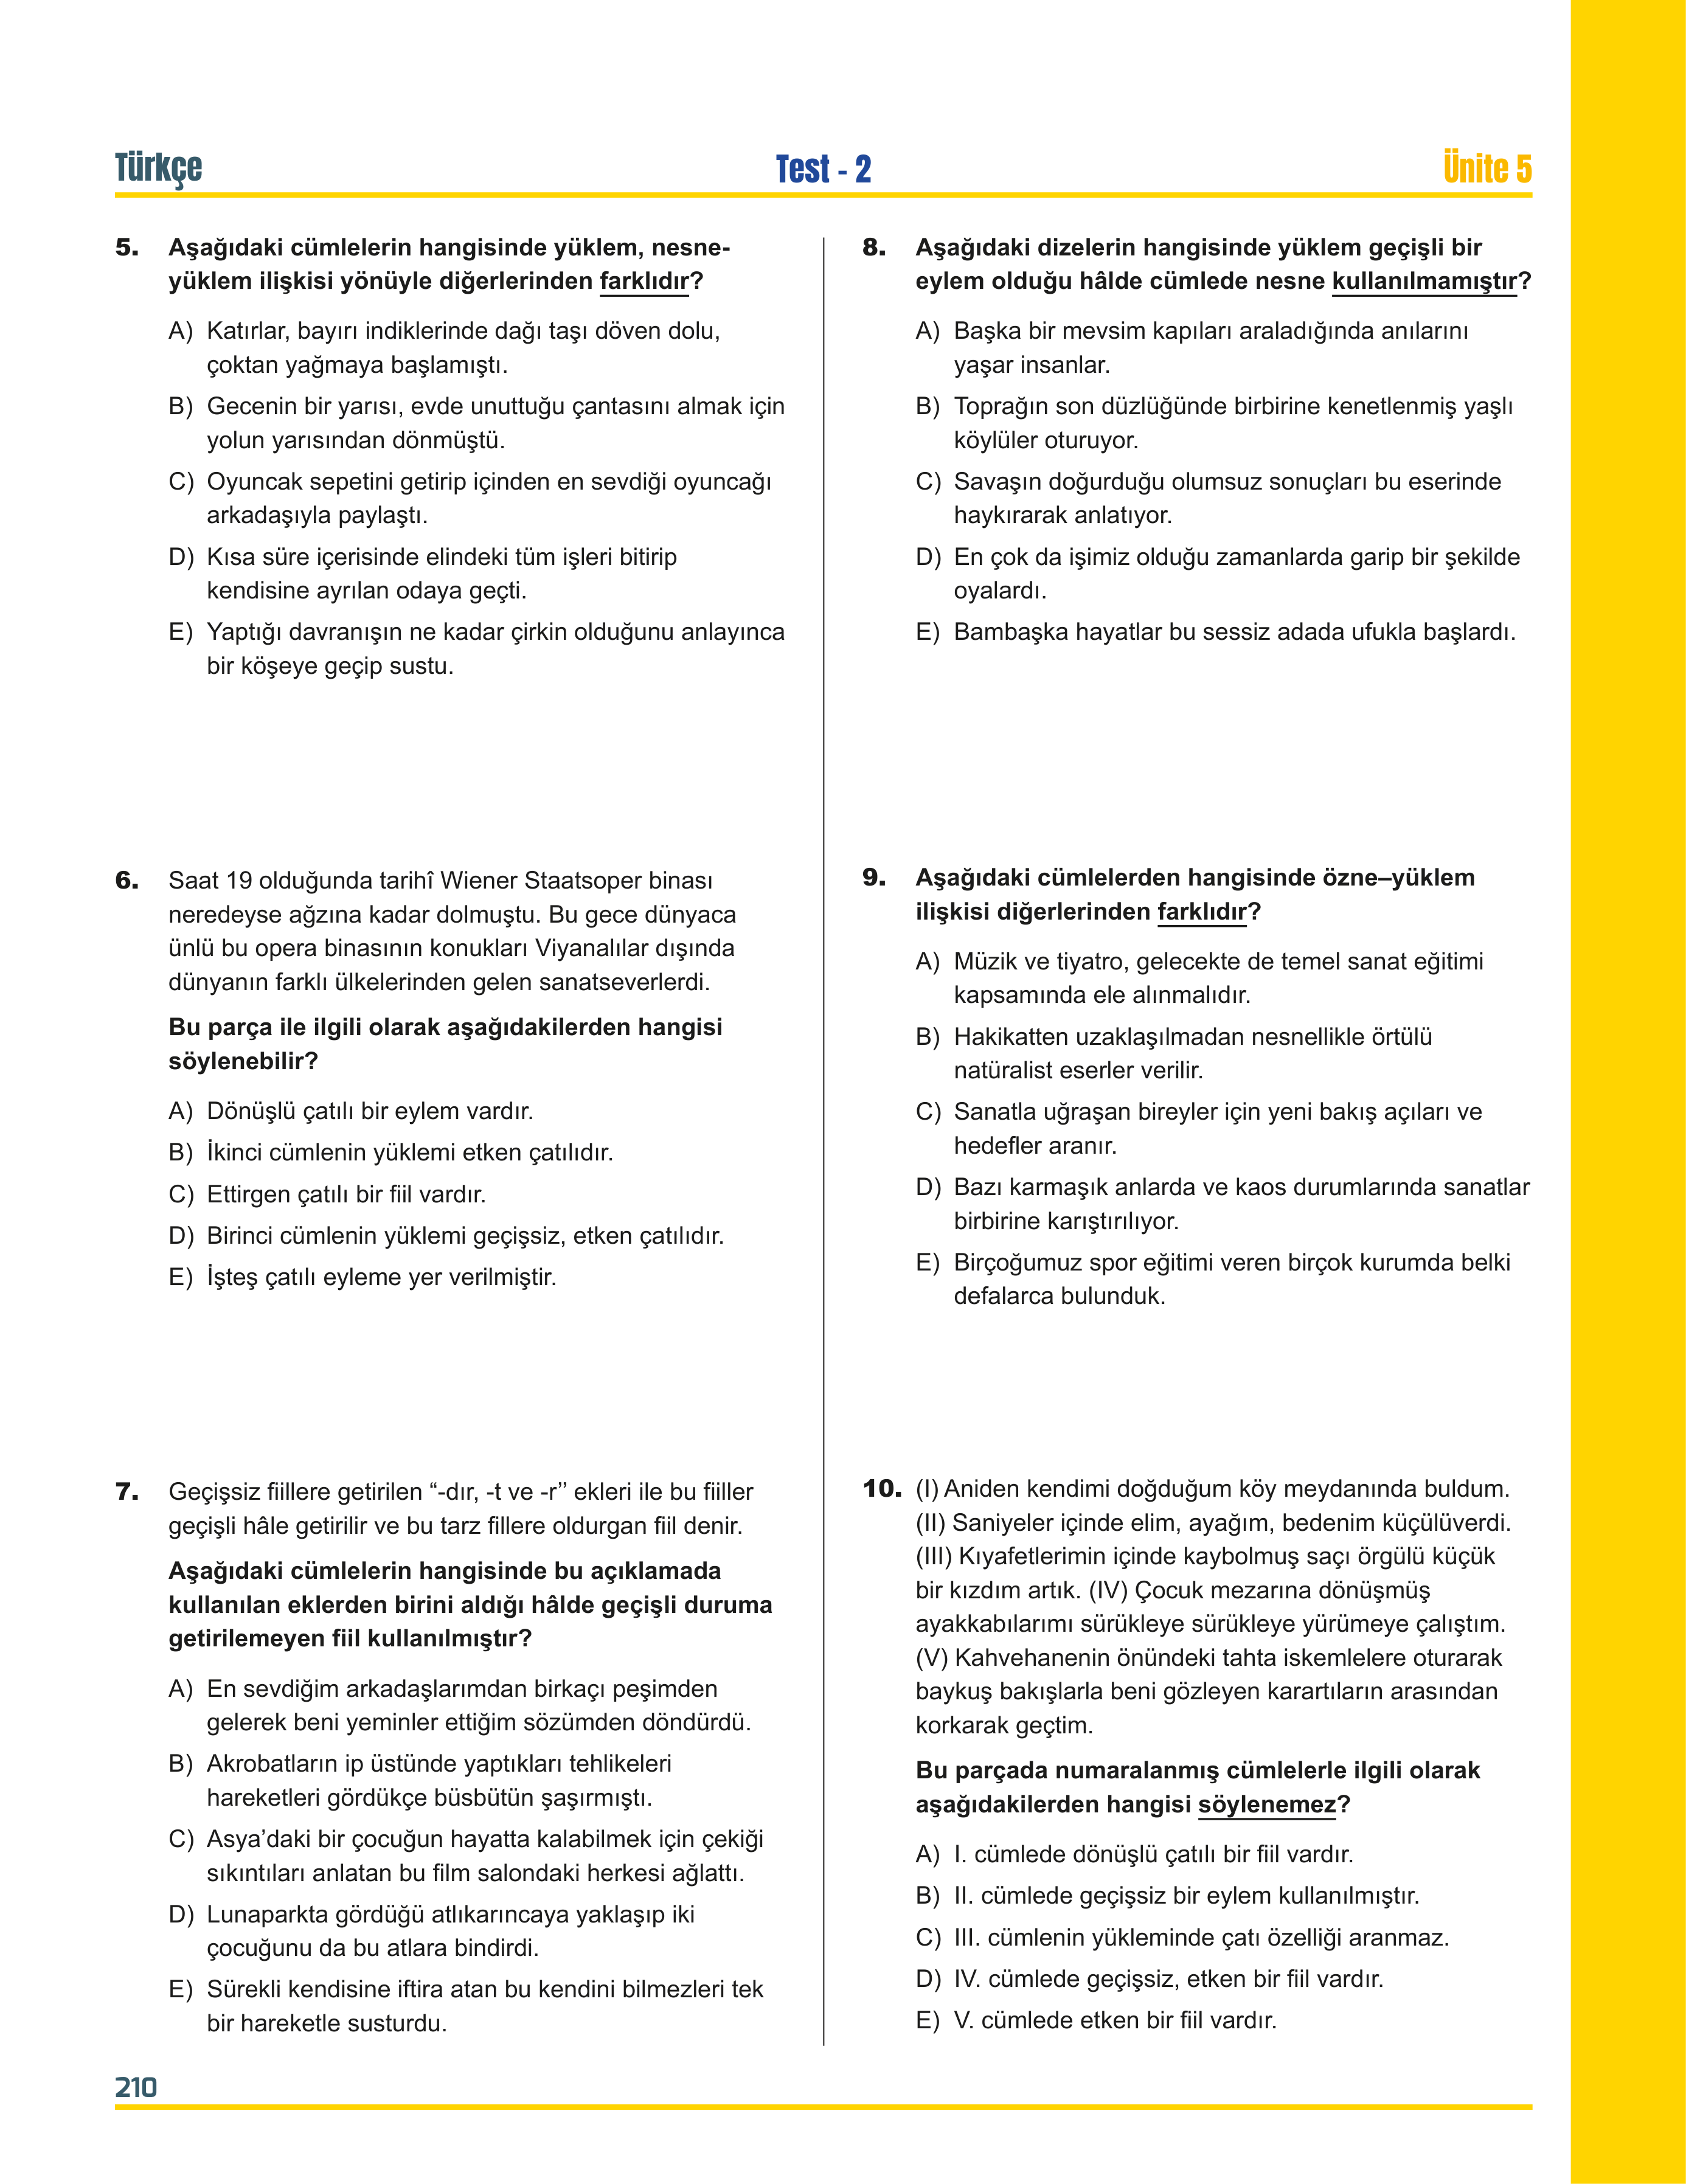 Türkçe
Test - 2
Ünite 5
5. Aşağıdaki cümlelerin hangisinde yüklem, nesne-
yüklem ilişkisi yönüyle diğerlerinden farklıdır?
A) Katırlar, bayırı indiklerinde dağı taşı döven dolu,
çoktan yağmaya başlamıştı.
B) Gecenin bir yarısı, evde unuttuğu çantasını almak için
yolun yarısından dönmüştü.
C) Oyuncak sepetini getirip içinden en sevdiği oyuncağı
arkadaşıyla paylaştı.
D) Kısa süre içerisinde elindeki tüm işleri bitirip
kendisine ayrılan odaya geçti.
E) Yaptığı davranışın ne kadar çirkin olduğunu anlayınca
bir köşeye geçip sustu.
6. Saat 19 olduğunda tarihî Wiener Staatsoper binası
neredeyse ağzına kadar dolmuştu. Bu gece dünyaca
ünlü bu opera binasının konukları Viyanalılar dışında
dünyanın farklı ülkelerinden gelen sanatseverlerdi.
Bu parça ile ilgili olarak aşağıdakilerden hangisi
söylenebilir?
A) Dönüşlü çatılı bir eylem vardır.
B) İkinci cümlenin yüklemi etken çatılıdır.
C) Ettirgen çatılı bir fiil vardır.
D) Birinci cümlenin yüklemi geçişsiz, etken çatılıdır.
E) İşteş çatılı eyleme yer verilmiştir.
7. Geçişsiz fiillere getirilen “-dır, -t ve -r’’ ekleri ile bu fiiller
geçişli hâle getirilir ve bu tarz fillere oldurgan fiil denir.
Aşağıdaki cümlelerin hangisinde bu açıklamada
kullanılan eklerden birini aldığı hâlde geçişli duruma
getirilemeyen fiil kullanılmıştır?
A) En sevdiğim arkadaşlarımdan birkaçı peşimden
gelerek beni yeminler ettiğim sözümden döndürdü.
B) Akrobatların ip üstünde yaptıkları tehlikeleri
hareketleri gördükçe büsbütün şaşırmıştı.
C) Asya’daki bir çocuğun hayatta kalabilmek için çekiği
sıkıntıları anlatan bu film salondaki herkesi ağlattı.
D) Lunaparkta gördüğü atlıkarıncaya yaklaşıp iki
çocuğunu da bu atlara bindirdi.
E) Sürekli kendisine iftira atan bu kendini bilmezleri tek
bir hareketle susturdu.
8. Aşağıdaki dizelerin hangisinde yüklem geçişli bir
eylem olduğu hâlde cümlede nesne kullanılmamıştır?
A) Başka bir mevsim kapıları araladığında anılarını
yaşar insanlar.
B) Toprağın son düzlüğünde birbirine kenetlenmiş yaşlı
köylüler oturuyor.
C) Savaşın doğurduğu olumsuz sonuçları bu eserinde
haykırarak anlatıyor.
D) En çok da işimiz olduğu zamanlarda garip bir şekilde
oyalardı.
E) Bambaşka hayatlar bu sessiz adada ufukla başlardı.
9. Aşağıdaki cümlelerden hangisinde özne–yüklem
ilişkisi diğerlerinden farklıdır?
A) Müzik ve tiyatro, gelecekte de temel sanat eğitimi
kapsamında ele alınmalıdır.
B) Hakikatten uzaklaşılmadan nesnellikle örtülü
natüralist eserler verilir.
C) Sanatla uğraşan bireyler için yeni bakış açıları ve
hedefler aranır.
D) Bazı karmaşık anlarda ve kaos durumlarında sanatlar
birbirine karıştırılıyor.
E) Birçoğumuz spor eğitimi veren birçok kurumda belki
defalarca bulunduk.
10. (I) Aniden kendimi doğduğum köy meydanında buldum.
(II) Saniyeler içinde elim, ayağım, bedenim küçülüverdi.
(III) Kıyafetlerimin içinde kaybolmuş saçı örgülü küçük
bir kızdım artık. (IV) Çocuk mezarına dönüşmüş
ayakkabılarımı sürükleye sürükleye yürümeye çalıştım.
(V) Kahvehanenin önündeki tahta iskemlelere oturarak
baykuş bakışlarla beni gözleyen karartıların arasından
korkarak geçtim.
Bu parçada numaralanmış cümlelerle ilgili olarak
aşağıdakilerden hangisi söylenemez?
A) I. cümlede dönüşlü çatılı bir fiil vardır.
B) II. cümlede geçişsiz bir eylem kullanılmıştır.
C) III. cümlenin yükleminde çatı özelliği aranmaz.
D) IV. cümlede geçişsiz, etken bir fiil vardır.
E) V. cümlede etken bir fiil vardır.
210